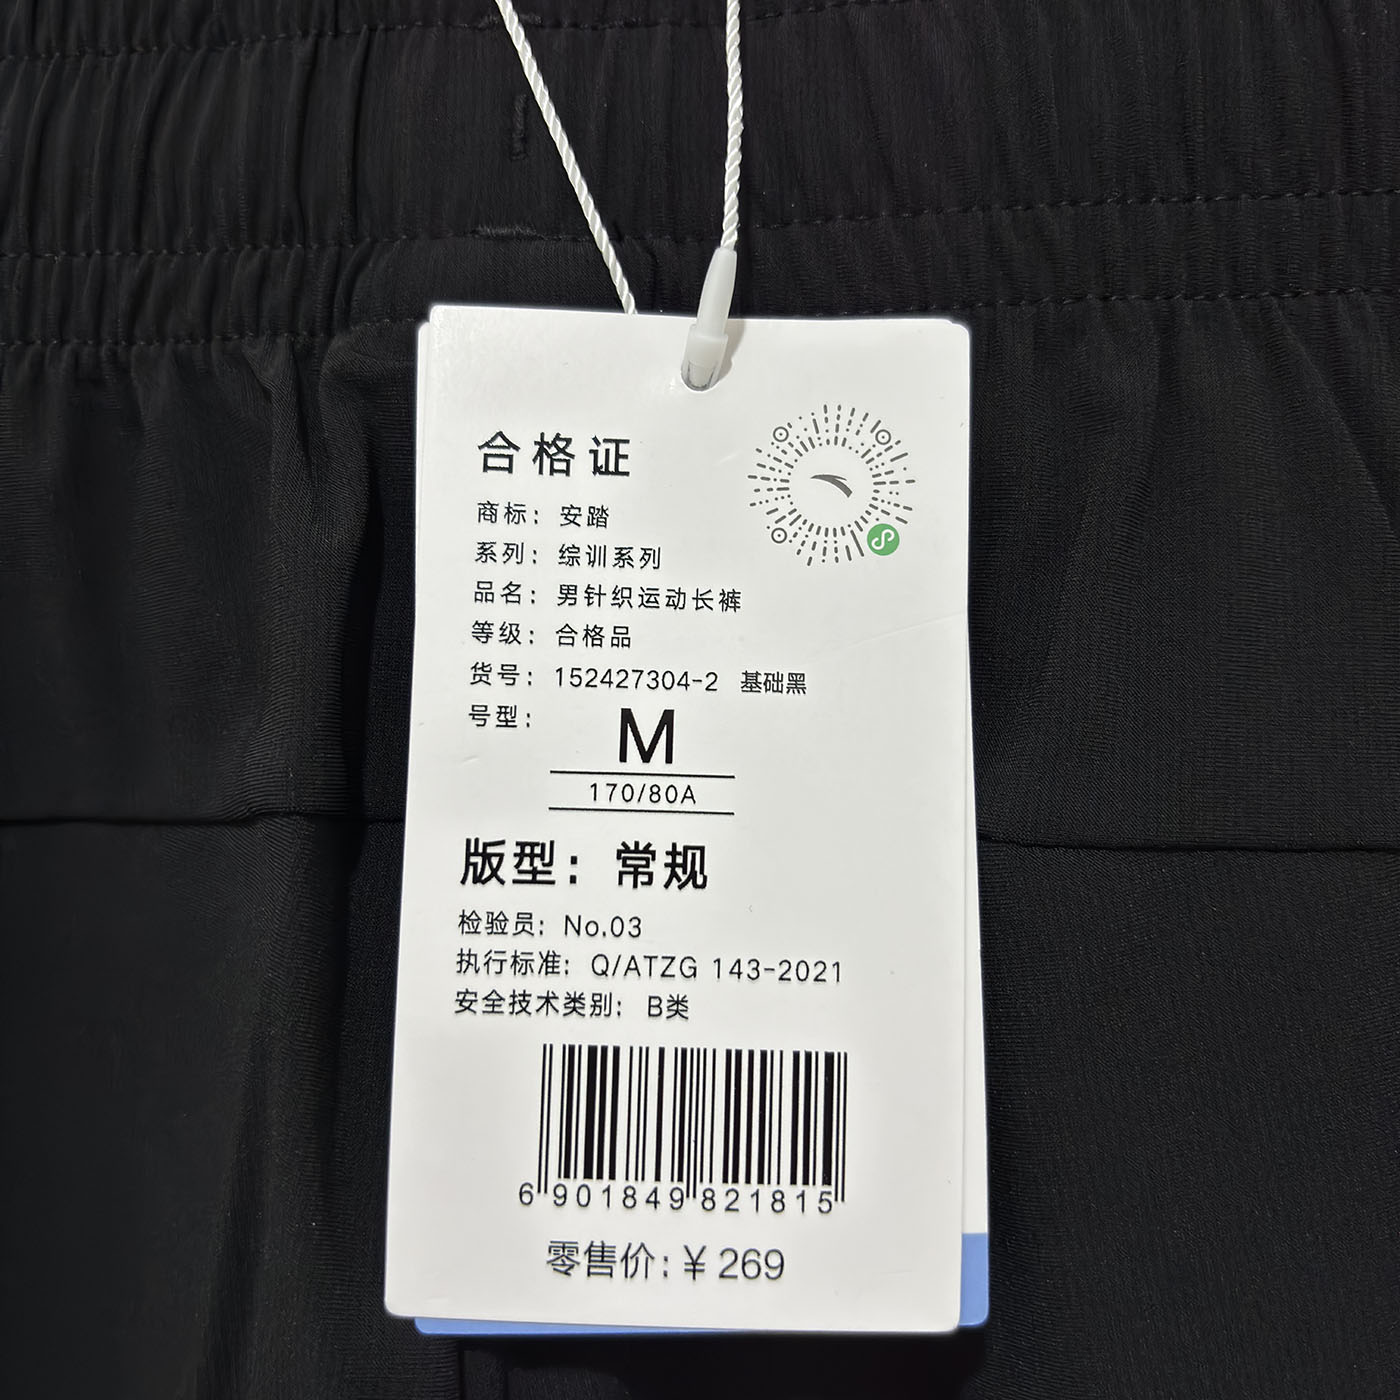 合格证
商标：安踏
系列：综训系列
品名：男针织运动长裤
等级：合格品
货号：152427304-2 基础黑
号型：
M
170/80A
版型：常规
检验员：No.03
执行标准：Q/ATZG 143-2021
安全技术类别：B类
6901849821815
零售价:￥269